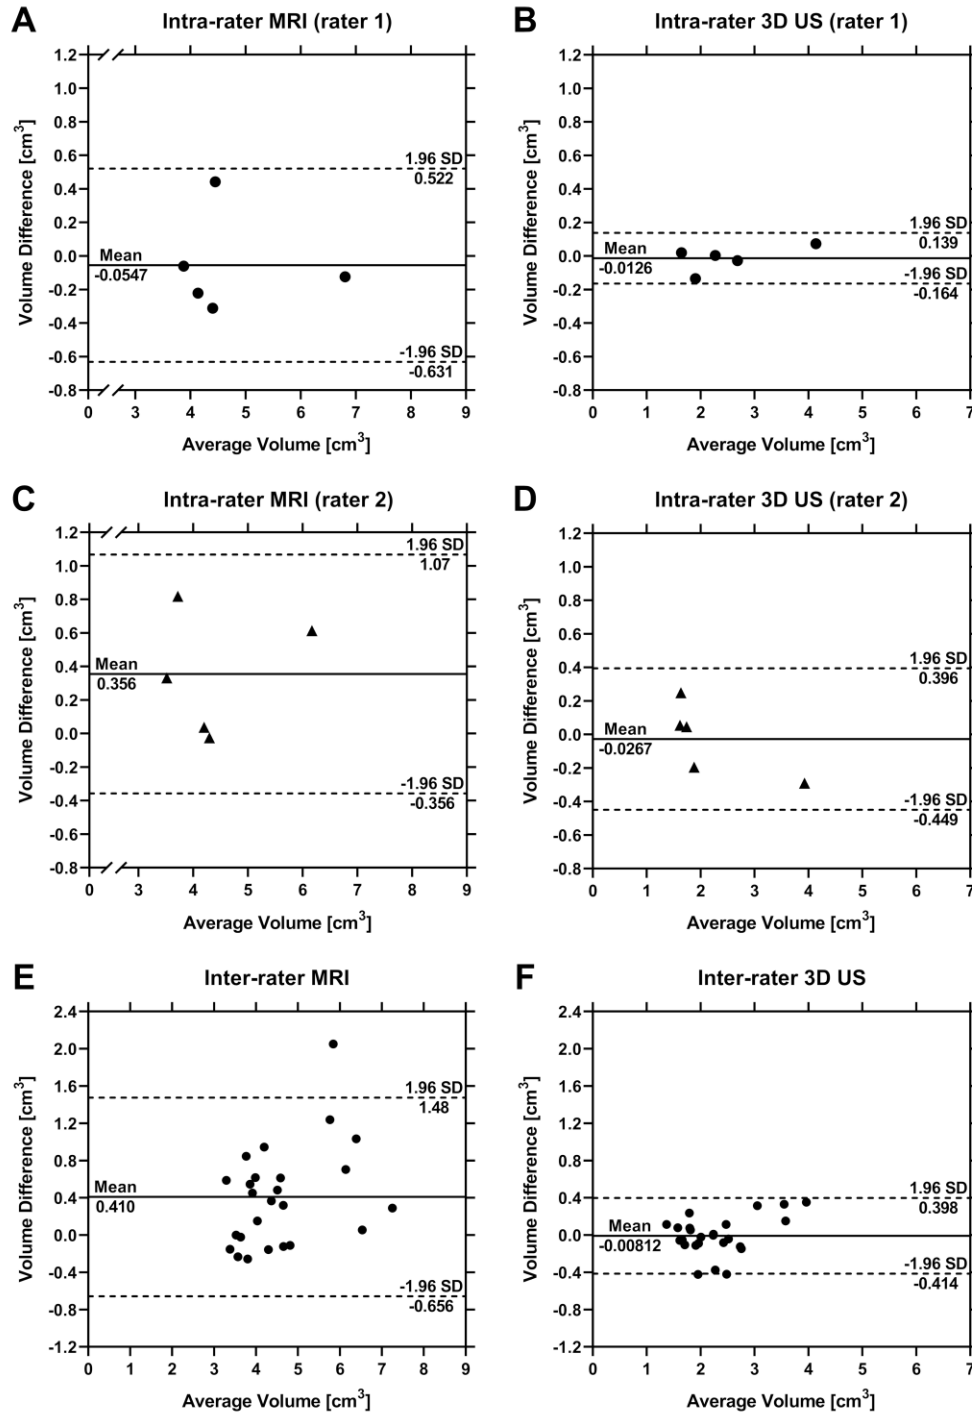 A Intra-rater MRI (rater 1)
1.2
1.0
0.8
0.6
0.4
0.2
0.0
-0.2
-0.4
-0.6
-0.8
Volume Difference [cm³]
1.96 SD
0.522
Mean
-0.0547
-1.96 SD
-0.631
0 3 4 5 6 7 8 9
Average Volume [cm³]
B Intra-rater 3D US (rater 1)
1.2
1.0
0.8
0.6
0.4
0.2
0.0
-0.2
-0.4
-0.6
-0.8
Volume Difference [cm³]
1.96 SD
0.139
Mean
-0.0126
-1.96 SD
-0.164
0 1 2 3 4 5 6 7
Average Volume [cm³]
C Intra-rater MRI (rater 2)
1.2
1.0
0.8
0.6
0.4
0.2
0.0
-0.2
-0.4
-0.6
-0.8
Volume Difference [cm³]
1.96 SD
1.07
Mean
0.356
-1.96 SD
-0.356
0 3 4 5 6 7 8 9
Average Volume [cm³]
D Intra-rater 3D US (rater 2)
1.2
1.0
0.8
0.6
0.4
0.2
0.0
-0.2
-0.4
-0.6
-0.8
Volume Difference [cm³]
1.96 SD
0.396
Mean
-0.0267
-1.96 SD
-0.449
0 1 2 3 4 5 6 7
Average Volume [cm³]
E Inter-rater MRI
2.4
2.0
1.6
1.2
0.8
0.4
0.0
-0.4
-0.8
-1.2
Volume Difference [cm³]
1.96 SD
1.48
Mean
0.410
-1.96 SD
-0.656
0 1 2 3 4 5 6 7 8 9
Average Volume [cm³]
F Inter-rater 3D US
2.4
2.0
1.6
1.2
0.8
0.4
0.0
-0.4
-0.8
-1.2
Volume Difference [cm³]
1.96 SD
0.398
Mean
-0.00812
-1.96 SD
-0.414
0 1 2 3 4 5 6 7
Average Volume [cm³]